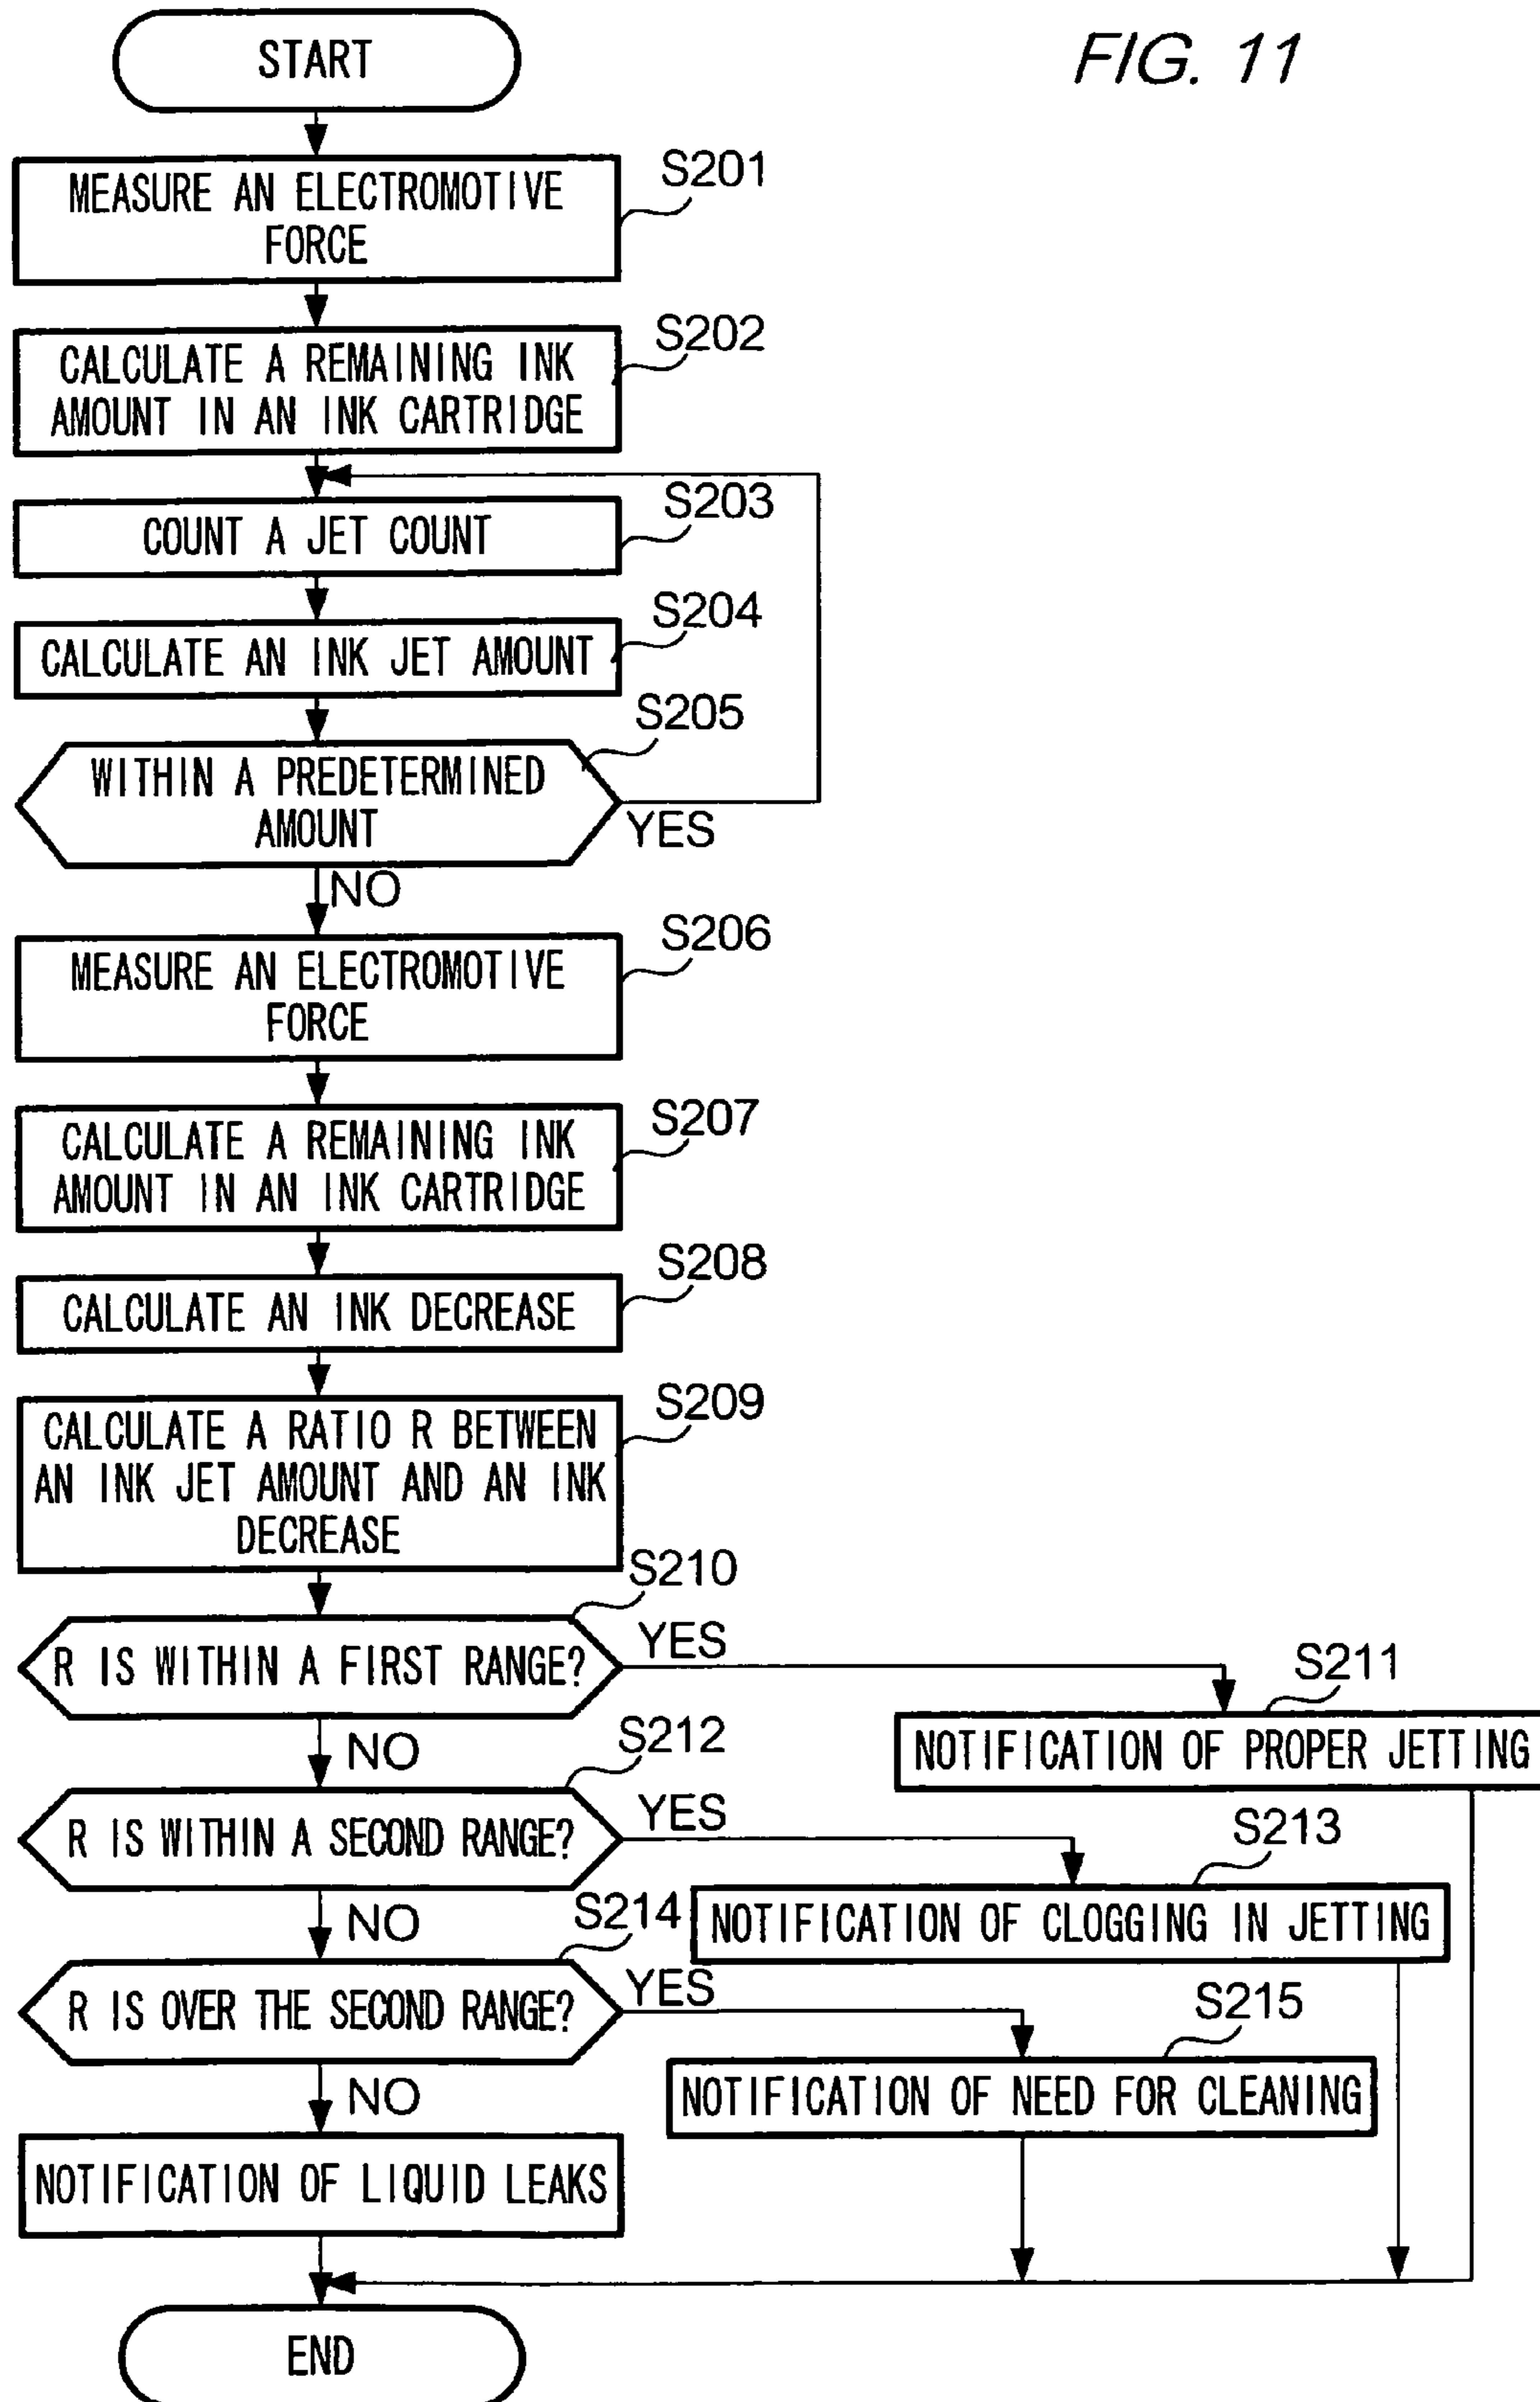 FIG. 11
START
S201
MEASURE AN ELECTROMOTIVE
FORCE
S202
CALCULATE A REMAINING INK
AMOUNT IN AN INK CARTRIDGE
S203
COUNT A JET COUNT
S204
CALCULATE AN INK JET AMOUNT
S205
WITHIN A PREDETERMINED
AMOUNT
YES
NO
S206
MEASURE AN ELECTROMOTIVE
FORCE
S207
CALCULATE A REMAINING INK
AMOUNT IN AN INK CARTRIDGE
S208
CALCULATE AN INK DECREASE
S209
CALCULATE A RATIO R BETWEEN
AN INK JET AMOUNT AND AN INK
DECREASE
S210
R IS WITHIN A FIRST RANGE?
YES
S211
NOTIFICATION OF PROPER JETTING
NO
S212
R IS WITHIN A SECOND RANGE?
YES
S213
NOTIFICATION OF CLOGGING IN JETTING
NO
S214
R IS OVER THE SECOND RANGE?
YES
S215
NOTIFICATION OF NEED FOR CLEANING
NO
NOTIFICATION OF LIQUID LEAKS
END